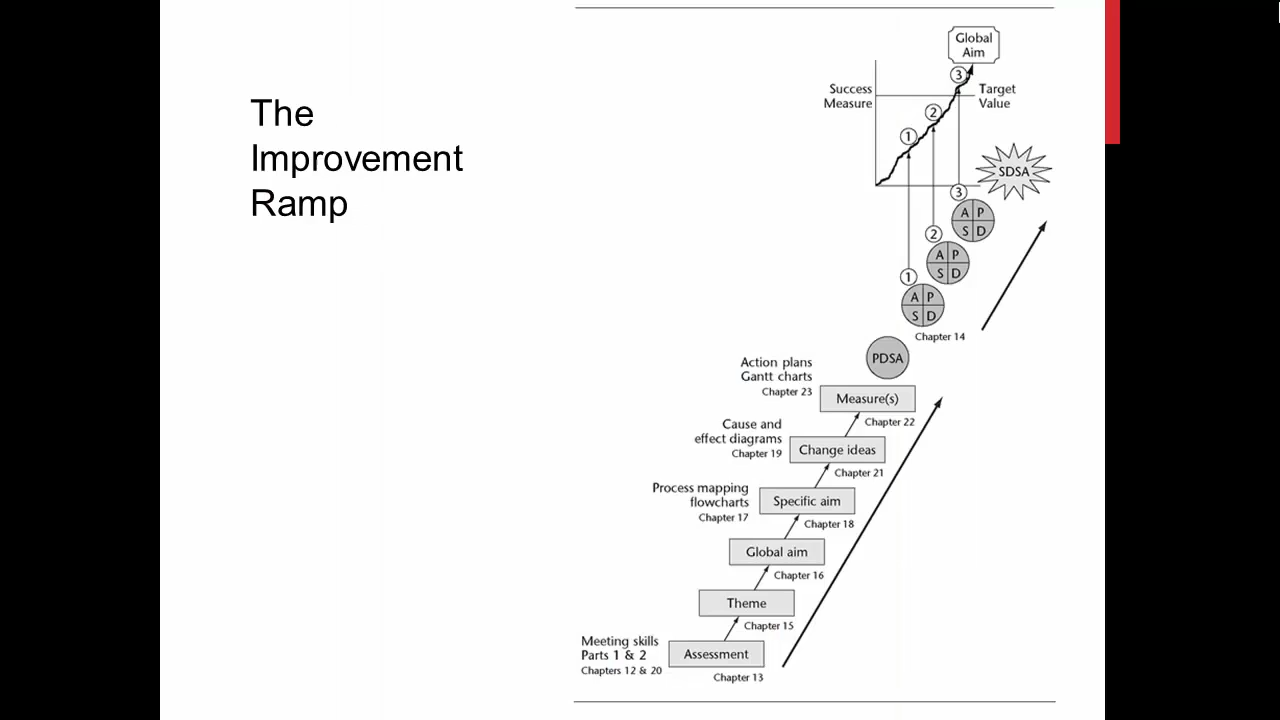 The
Improvement
Ramp
Global
Aim
3
Success
Measure
Target
Value
2
1
SDSA
3
A P
S D
2
A P
S D
1
A P
S D
Chapter 14
PDSA
Action plans
Gantt charts
Chapter 23
Measure(s)
Chapter 22
Cause and
effect diagrams
Chapter 19
Change ideas
Chapter 21
Process mapping
flowcharts
Chapter 17
Specific aim
Chapter 18
Global aim
Chapter 16
Theme
Chapter 15
Meeting skills
Parts 1 & 2
Chapters 12 & 20
Assessment
Chapter 13